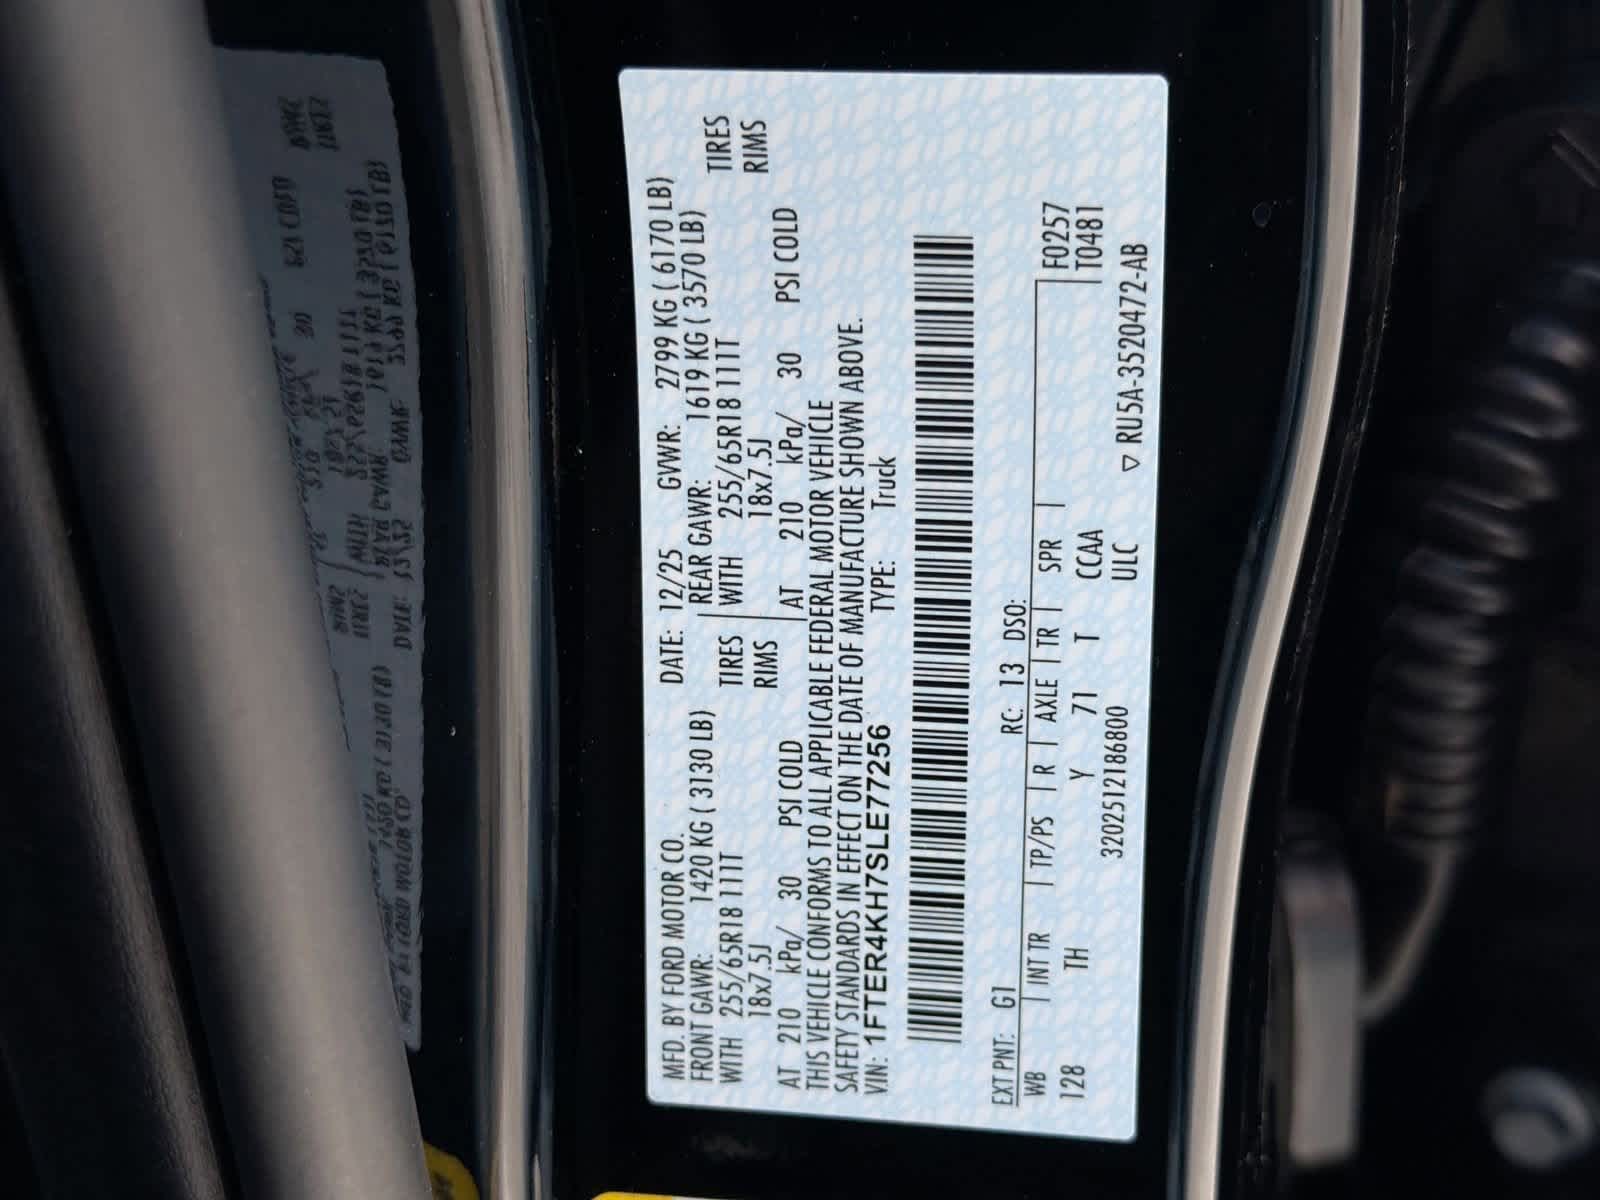 MFD. BY FORD MOTOR CO.
DATE: 12/25 GVWR: 2799 KG ( 6170 LB)
FRONT GAWR: 1420 KG ( 3130 LB)
REAR GAWR: 1619 KG ( 3570 LB)
WITH 255/65R18 111T TIRES
WITH 255/65R18 111T TIRES
18x7.5J RIMS
18x7.5J RIMS
AT 210 kPa/ 30 PSI COLD
AT 210 kPa/ 30 PSI COLD
THIS VEHICLE CONFORMS TO ALL APPLICABLE FEDERAL MOTOR VEHICLE
SAFETY STANDARDS IN EFFECT ON THE DATE OF MANUFACTURE SHOWN ABOVE.
VIN: 1FTER4KH7SLE77256
TYPE: Truck
EXT PNT: G1 RC: 13 DSO: F0257
WB INT TR TP/PS R AXLE TR SPR T0481
128 TH Y 71 T CCAA
320251218680​0 ULC ▽ RU5A-3520472-AB